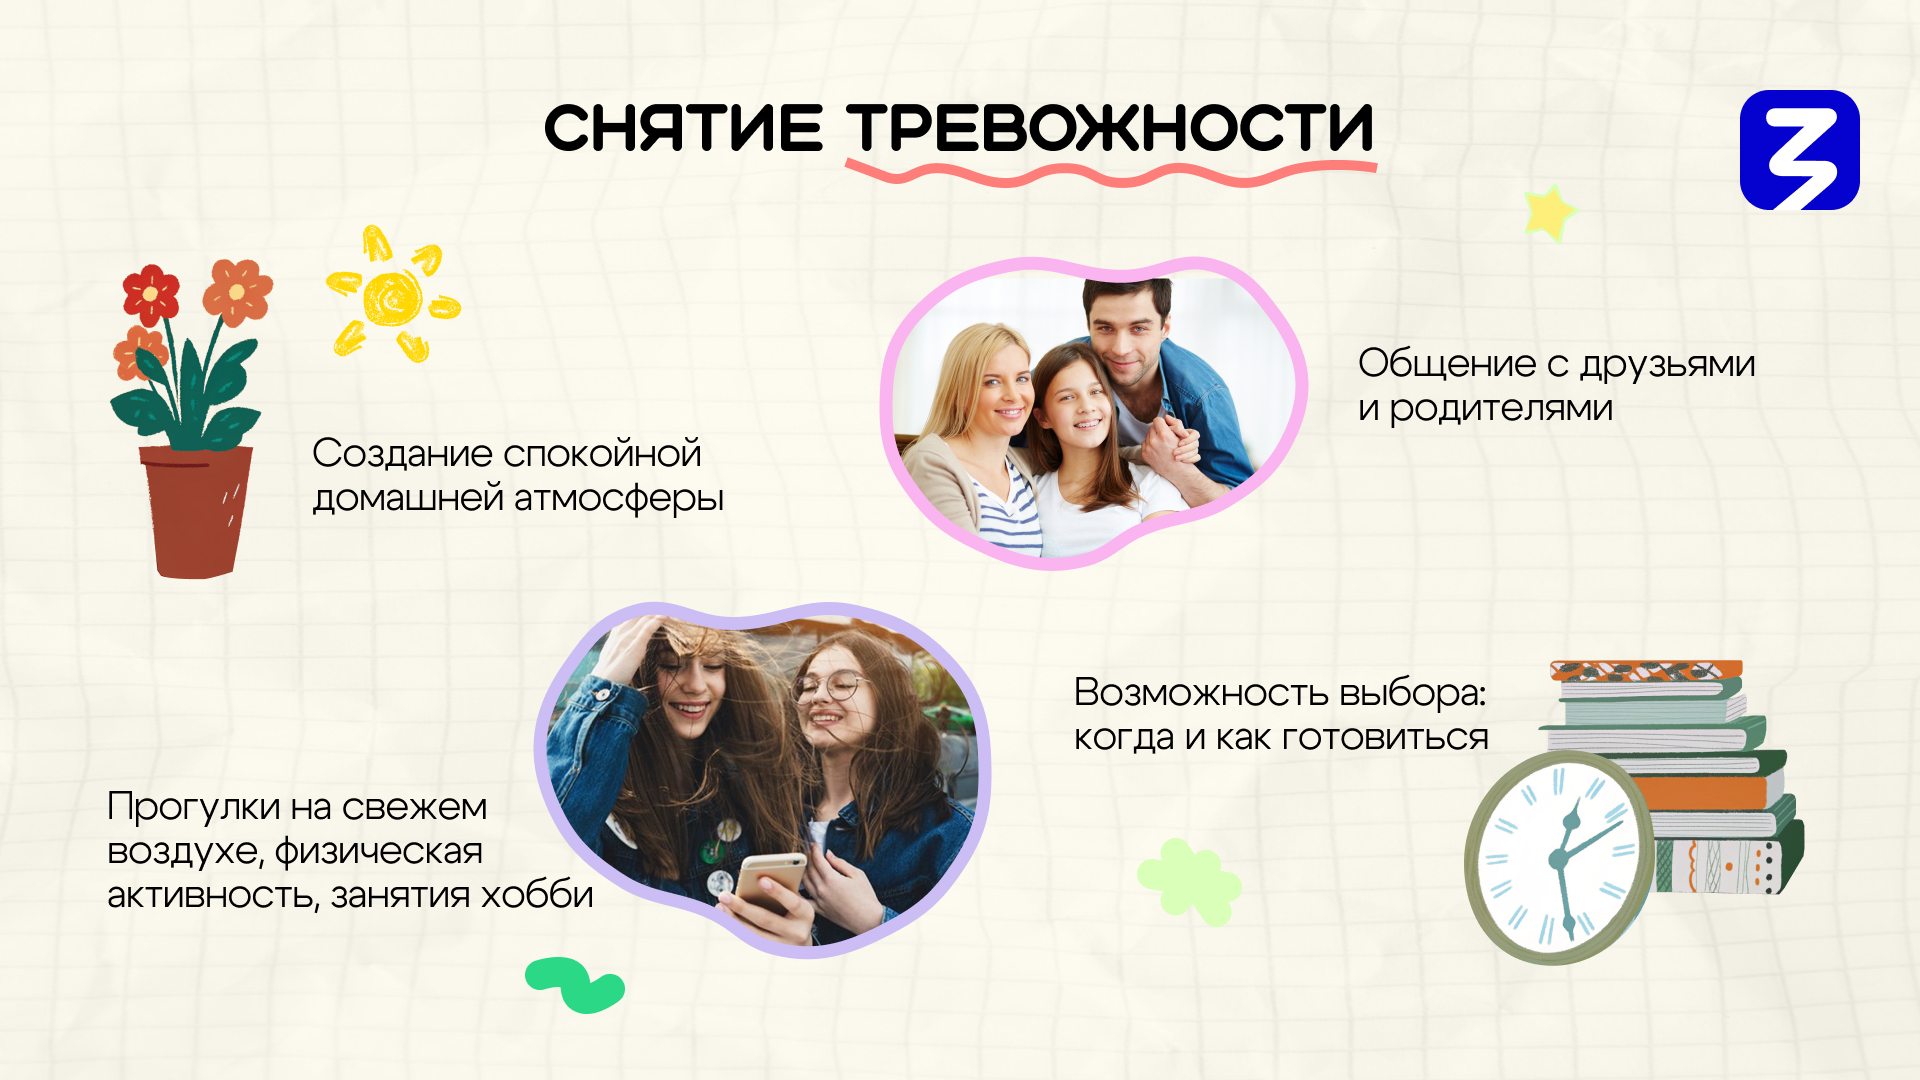 СНЯТИЕ ТРЕВОЖНОСТИ
Создание спокойной
домашней атмосферы
Общение с друзьями
и родителями
Прогулки на свежем
воздухе, физическая
активность, занятия хобби
Возможность выбора:
когда и как готовиться